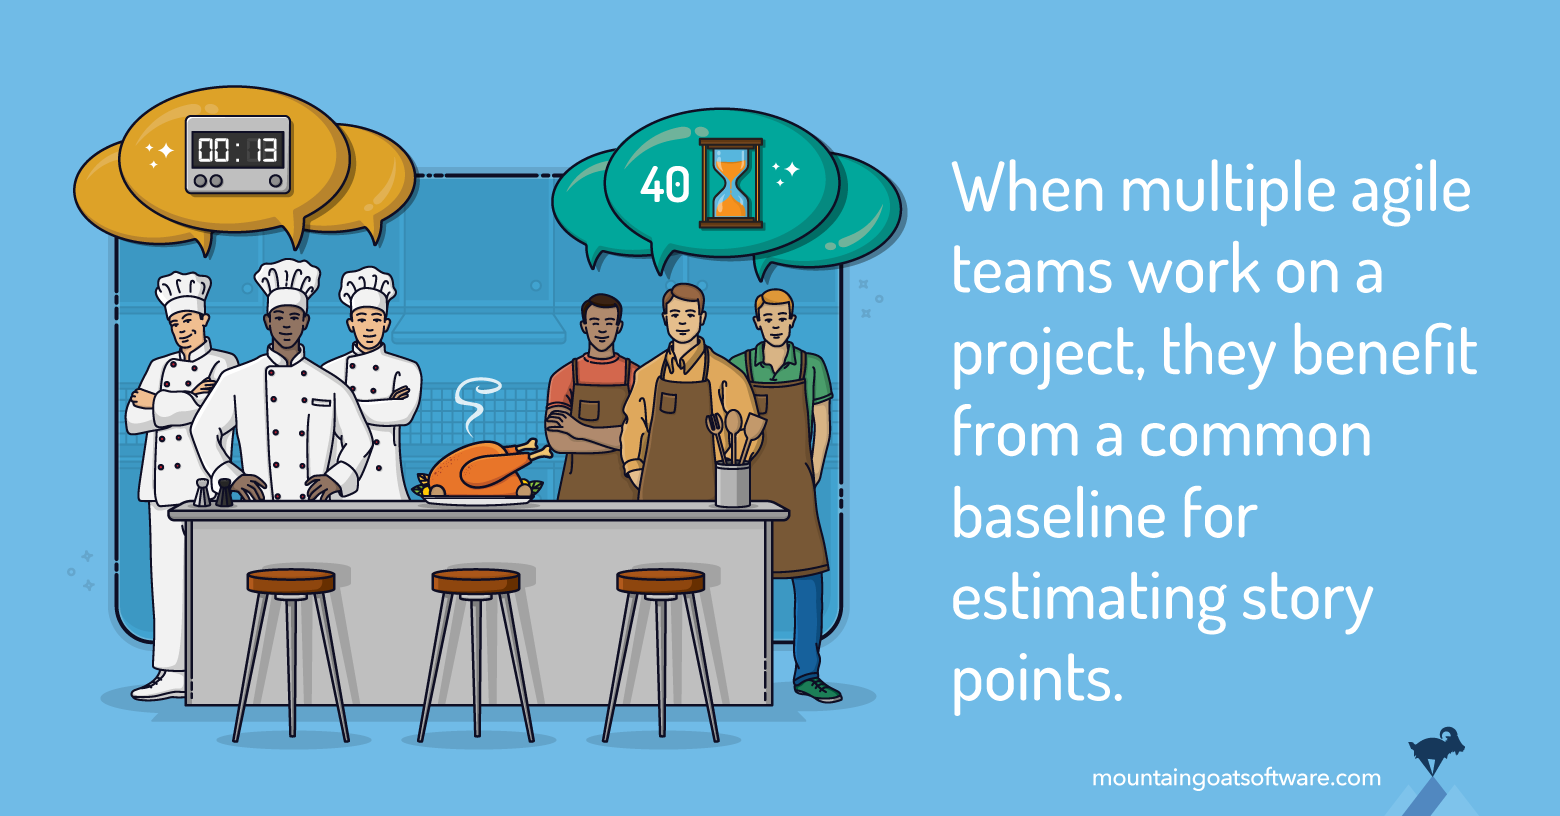 00:13
40
When multiple agile
teams work on a
project, they benefit
from a common
baseline for
estimating story
points.
mountaingoatsoftware.com